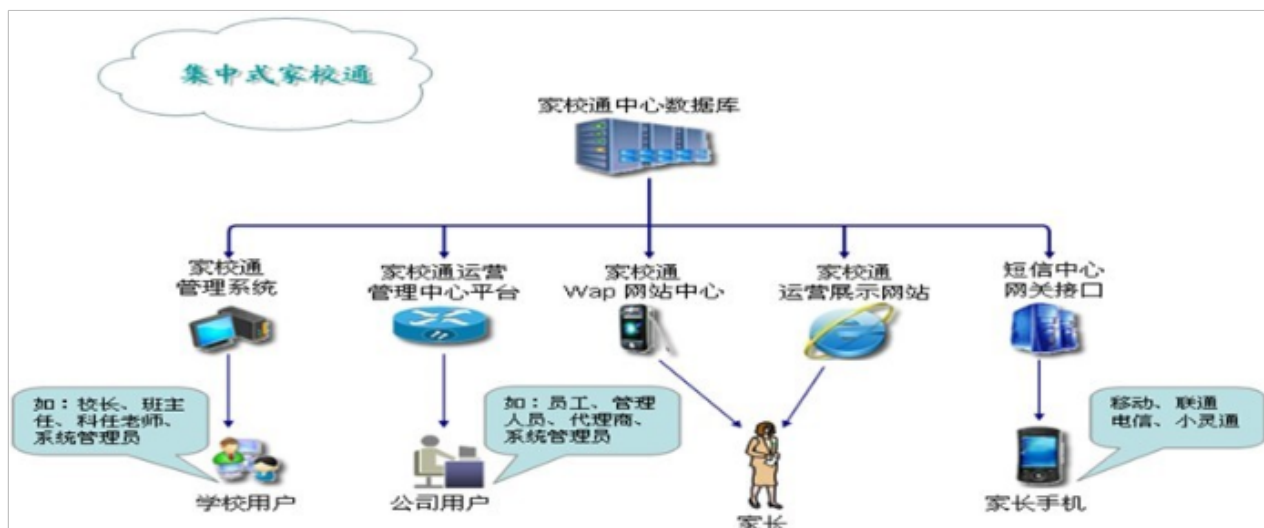 集中式家校通
家校通中心数据库
家校通
管理系统
家校通运营
管理中心平台
家校通
Wap 网站中心
家校通
运营展示网站
短信中心
网关接口
如：校长、班主
任、科任老师、
系统管理员
如：员工、管理
人员、代理商、
系统管理员
移动、联通
电信、小灵通
学校用户
公司用户
家长
家长手机